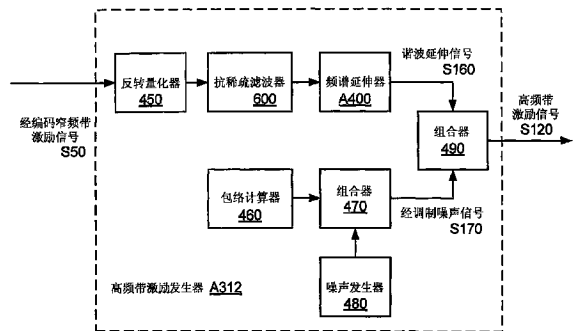 反转量化器
450
抗稀疏滤波器
600
频谱延伸器
A400
谐波延伸信号
S160
经编码窄频带
激励信号
S50
组合器
490
高频带
激励信号
S120
包络计算器
460
组合器
470
经调制噪声信号
S170
噪声发生器
480
高频带激励发生器 A312